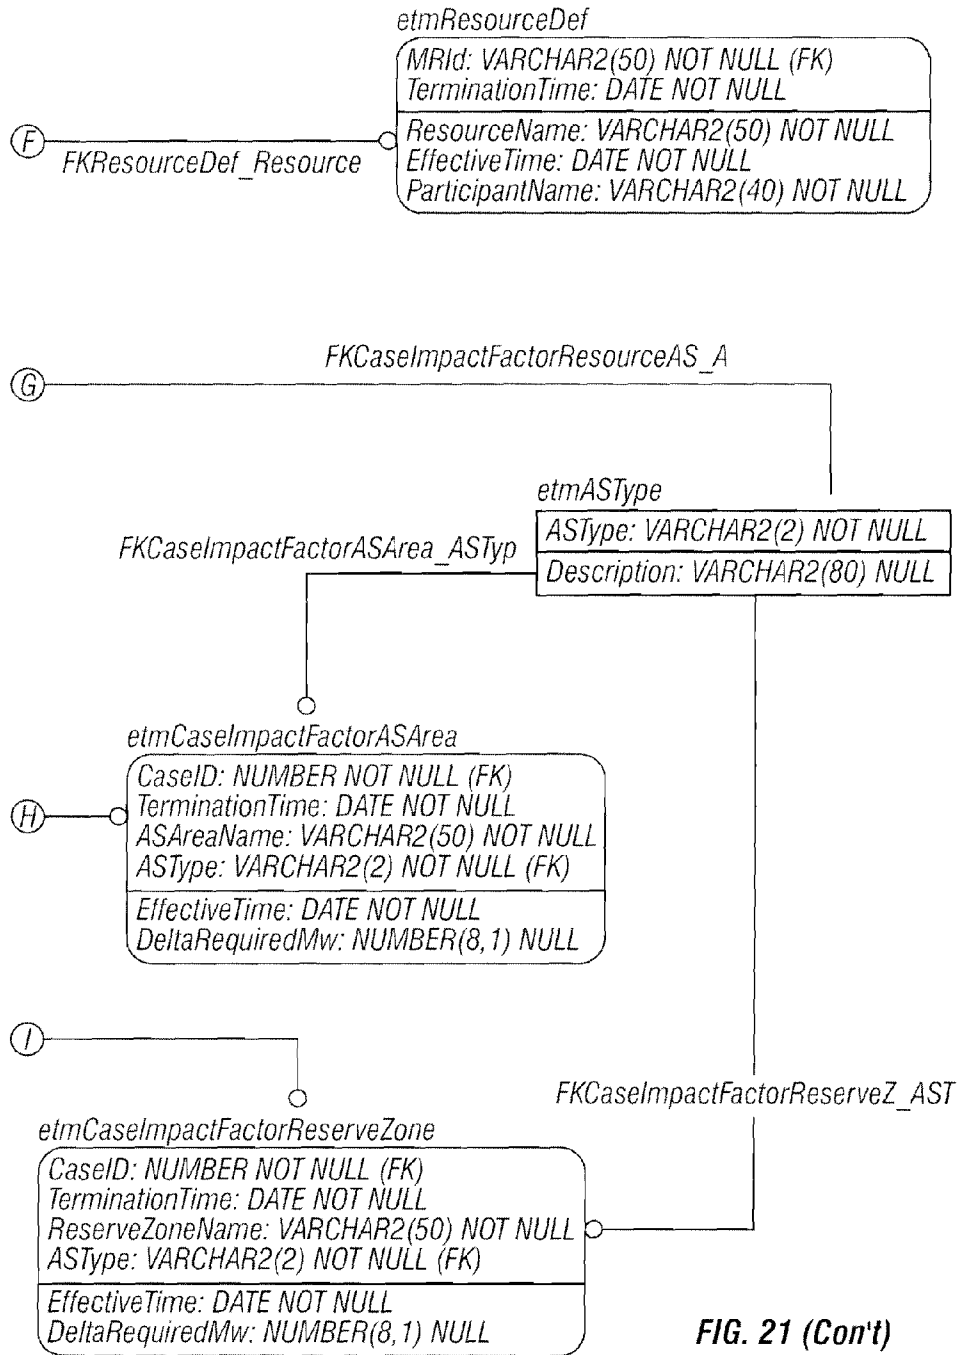 etmResourceDef
MRId: VARCHAR2(50) NOT NULL (FK)
TerminationTime: DATE NOT NULL
ResourceName: VARCHAR2(50) NOT NULL
EffectiveTime: DATE NOT NULL
ParticipantName: VARCHAR2(40) NOT NULL
F
FKResourceDef_Resource
FKCaseImpactFactorResourceAS_A
G
etmASType
ASType: VARCHAR2(2) NOT NULL
Description: VARCHAR2(80) NULL
FKCaseImpactFactorASArea_ASTyp
etmCaseImpactFactorASArea
CaseID: NUMBER NOT NULL (FK)
TerminationTime: DATE NOT NULL
ASAreaName: VARCHAR2(50) NOT NULL
ASType: VARCHAR2(2) NOT NULL (FK)
EffectiveTime: DATE NOT NULL
DeltaRequiredMw: NUMBER(8,1) NULL
H
I
FKCaseImpactFactorReserveZ_AST
etmCaseImpactFactorReserveZone
CaseID: NUMBER NOT NULL (FK)
TerminationTime: DATE NOT NULL
ReserveZoneName: VARCHAR2(50) NOT NULL
ASType: VARCHAR2(2) NOT NULL (FK)
EffectiveTime: DATE NOT NULL
DeltaRequiredMw: NUMBER(8,1) NULL
FIG. 21 (Con't)